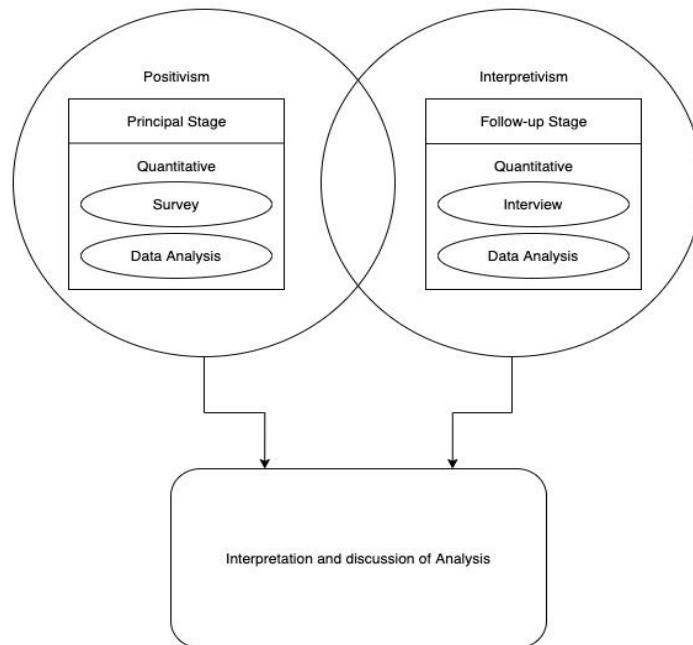 Positivism
Principal Stage
Quantitative
Survey
Data Analysis
Interpretivism
Follow-up Stage
Quantitative
Interview
Data Analysis
Interpretation and discussion of Analysis